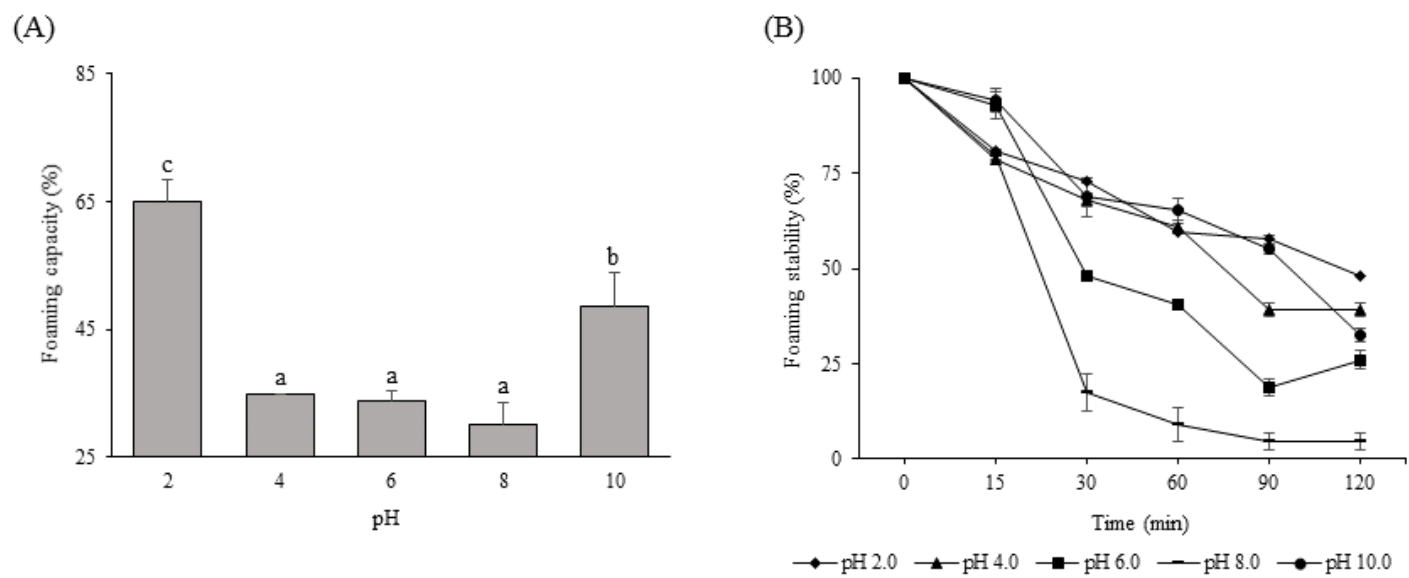 (A)
85
65
45
25
Foaming capacity (%)
c
a
a
a
b
2 4 6 8 10
pH
(B)
100
75
50
25
0
Foaming stability (%)
0 15 30 60 90 120
Time (min)
pH 2.0 pH 4.0 pH 6.0 pH 8.0 pH 10.0